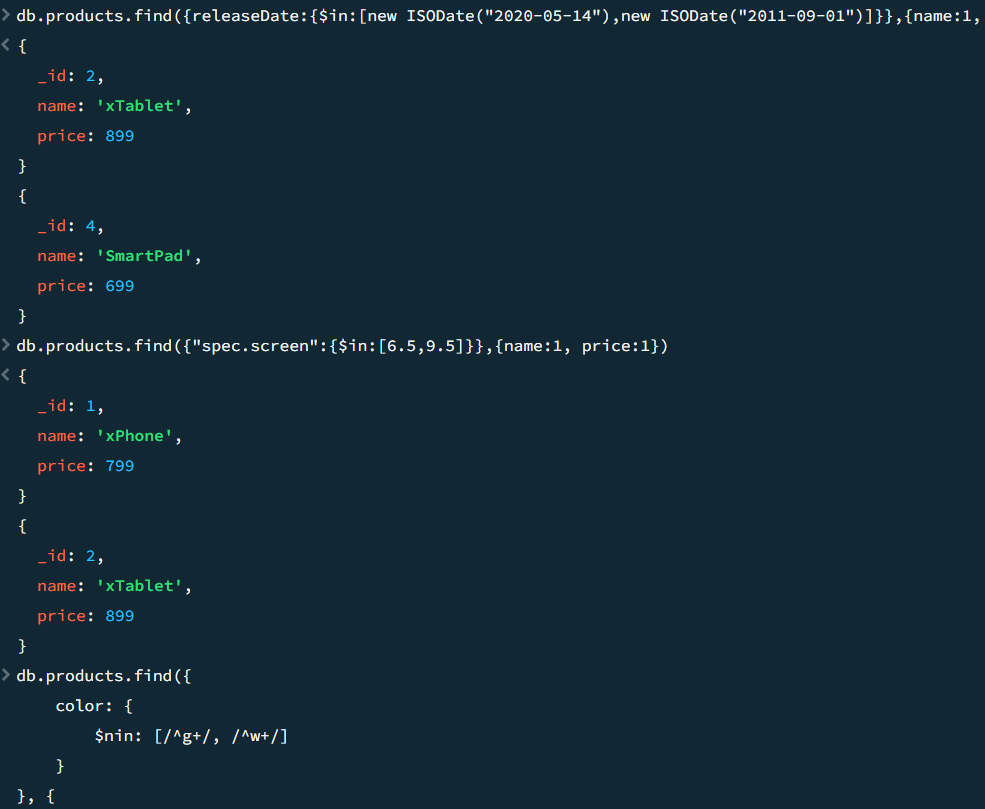 > db.products.find({releaseDate:{$in:[new ISODate("2020-05-14"),new ISODate("2011-09-01")]}},{name:1,
< {
    _id: 2,
    name: 'xTablet',
    price: 899
  }
  {
    _id: 4,
    name: 'SmartPad',
    price: 699
  }
> db.products.find({"spec.screen":{$in:[6.5,9.5]}},{name:1, price:1})
< {
    _id: 1,
    name: 'xPhone',
    price: 799
  }
  {
    _id: 2,
    name: 'xTablet',
    price: 899
  }
> db.products.find({
      color: {
          $nin: [/^g+/, /^w+/]
      }
  }, {